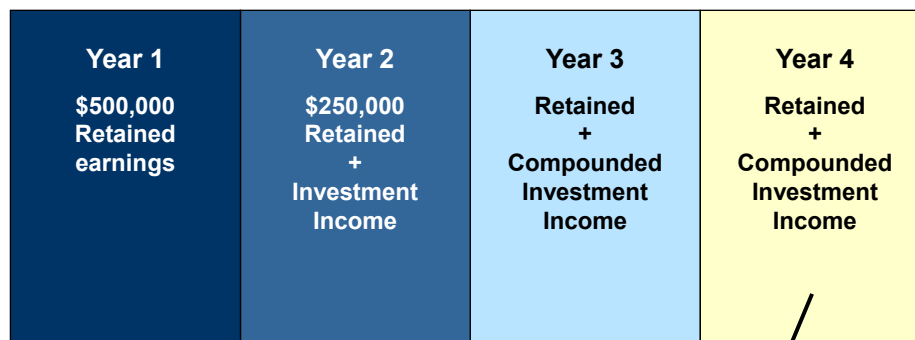 Year 1
$500,000
Retained
earnings
Year 2
$250,000
Retained
+
Investment
Income
Year 3
Retained
+
Compounded
Investment
Income
Year 4
Retained
+
Compounded
Investment
Income